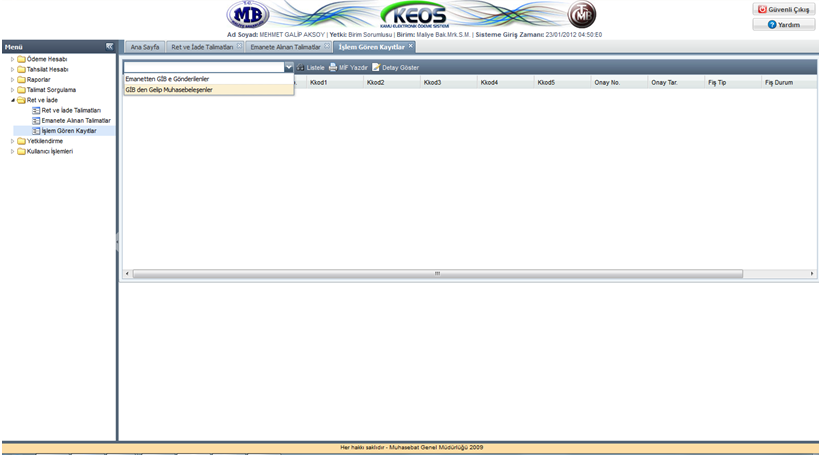 MB
KEOS
KAMU ELEKTRONİK ÖDEME SİSTEMİ
Güvenli Çıkış
Yardım
Ad Soyad: MEHMET GALİP AKSOY | Yetki: Birim Sorumlusu | Birim: Maliye Bak.Mrk.S.M. | Sisteme Giriş Zamanı: 23/01/2012 04:50:E0
Menü
Ana Sayfa
Ret ve İade Talimatları
Emanete Alınan Talimatlar
İşlem Gören Kayıtlar
Ödeme Hesabı
Tahsilat Hesabı
Raporlar
Talimat Sorgulama
Ret ve İade
Ret ve İade Talimatları
Emanete Alınan Talimatlar
İşlem Gören Kayıtlar
Yetkilendirme
Kullanıcı İşlemleri
Listele
MİF Yazdır
Detay Göster
Emanetten GİB e Gönderilenler
GİB den Gelip Muhasebeleşenler
Kkod1
Kkod2
Kkod3
Kkod4
Kkod5
Onay No.
Onay Tar.
Fiş Tip
Fiş Durum
Her hakkı saklıdır - Muhasebat Genel Müdürlüğü 2009